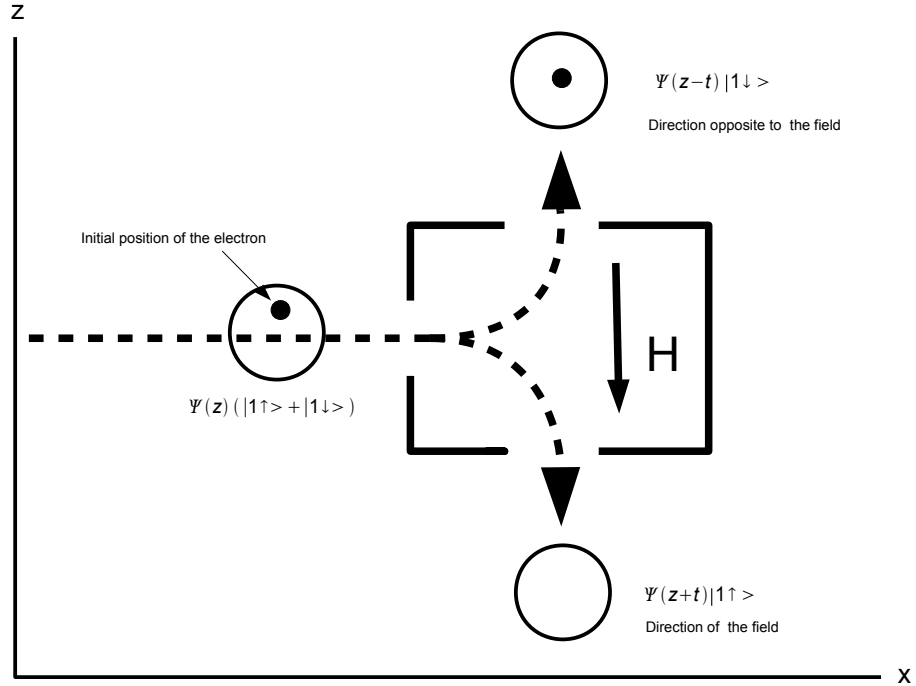 z
Ψ(z−t) |1↓ >
Direction opposite to the field
Initial position of the electron
H
Ψ(z) ( |1↑> + |1↓> )
Ψ(z+t)|1↑ >
Direction of the field
x